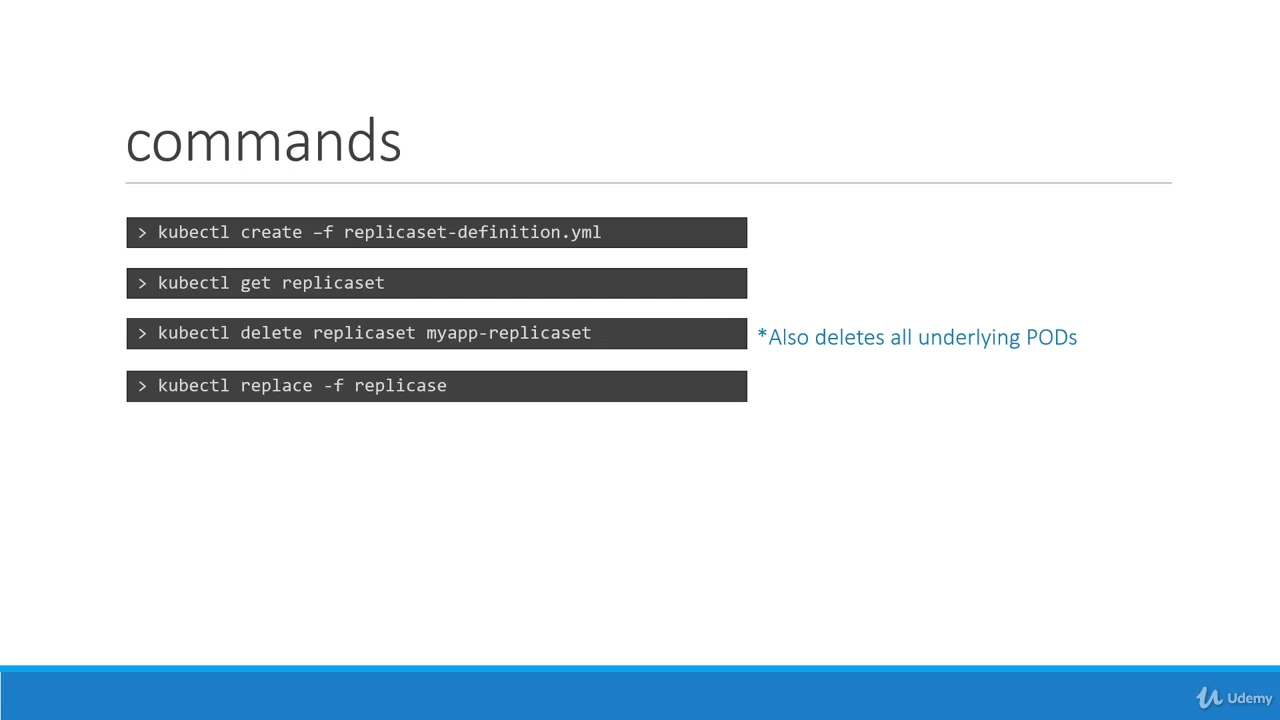 commands
> kubectl create –f replicaset-definition.yml
> kubectl get replicaset
> kubectl delete replicaset myapp-replicaset
*Also deletes all underlying PODs
> kubectl replace -f replicase
Udemy